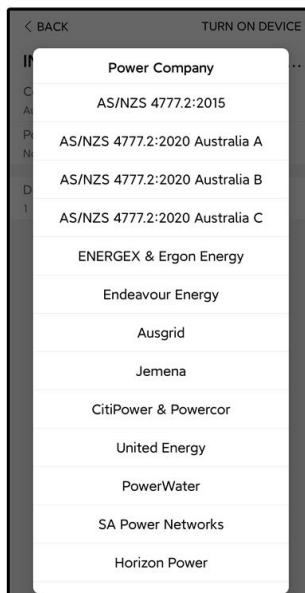 BACK
TURN ON DEVICE
Power Company
AS/NZS 4777.2:2015
AS/NZS 4777.2:2020 Australia A
AS/NZS 4777.2:2020 Australia B
AS/NZS 4777.2:2020 Australia C
ENERGEX & Ergon Energy
Endeavour Energy
Ausgrid
Jemena
CitiPower & Powercor
United Energy
PowerWater
SA Power Networks
Horizon Power